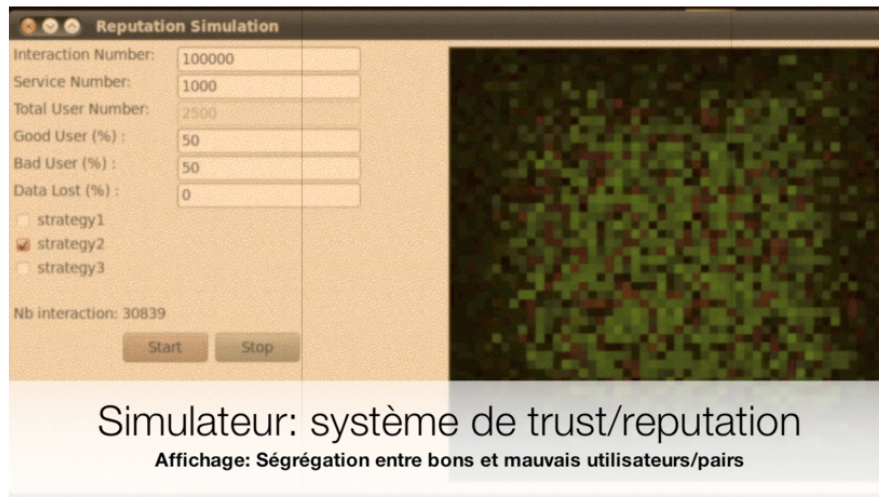 Reputation Simulation
Interaction Number: 100000
Service Number: 1000
Total User Number: 2500
Good User (%) : 50
Bad User (%) : 50
Data Lost (%) : 0
strategy1
strategy2
strategy3
Nb interaction: 30839
Start Stop
Simulateur: système de trust/reputation
Affichage: Ségrégation entre bons et mauvais utilisateurs/pairs